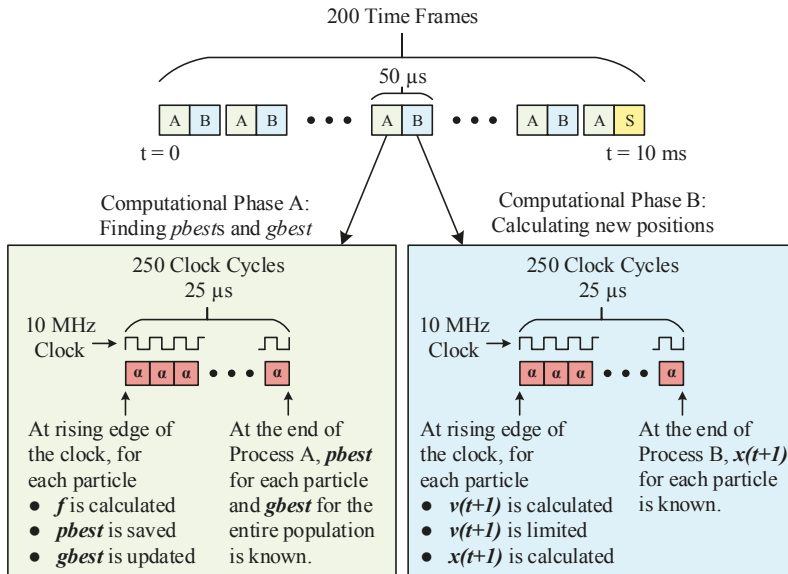 200 Time Frames
50 µs
A B A B • • • A B • • • A B A S
t = 0
t = 10 ms
Computational Phase A:
Finding pbests and gbest
Computational Phase B:
Calculating new positions
250 Clock Cycles
25 µs
10 MHz
Clock
α α α • • • α
At rising edge of
the clock, for
each particle
● f is calculated
● pbest is saved
● gbest is updated
At the end of
Process A, pbest
for each particle
and gbest for the
entire population
is known.
250 Clock Cycles
25 µs
10 MHz
Clock
α α α • • • α
At rising edge of
the clock, for
each particle
● v(t+1) is calculated
● v(t+1) is limited
● x(t+1) is calculated
At the end of
Process B, x(t+1)
for each particle
is known.